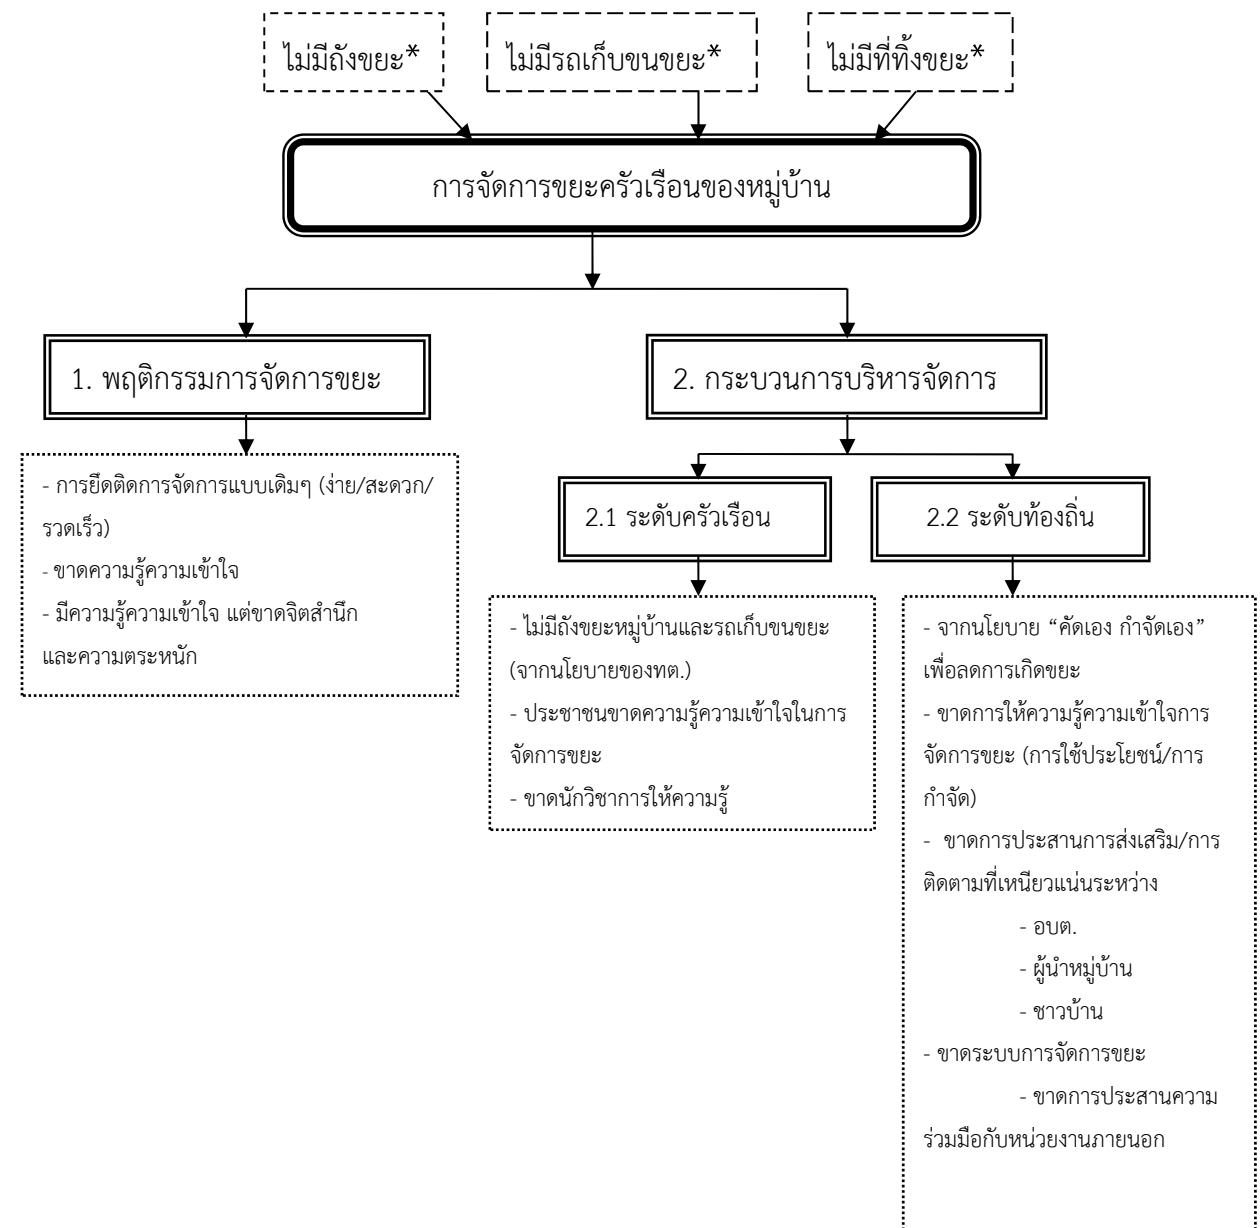 ไม่มีถังขยะ*
ไม่มีรถเก็บขนขยะ*
ไม่มีที่ทิ้งขยะ*
การจัดการขยะครัวเรือนของหมู่บ้าน
1. พฤติกรรมการจัดการขยะ
2. กระบวนการบริหารจัดการ
- การยึดติดการจัดการแบบเดิมๆ (ง่าย/สะดวก/
รวดเร็ว)
- ขาดความรู้ความเข้าใจ
- มีความรู้ความเข้าใจ แต่ขาดจิตสำนึก
และความตระหนัก
2.1 ระดับครัวเรือน
2.2 ระดับท้องถิ่น
- ไม่มีถังขยะหมู่บ้านและรถเก็บขนขยะ
(จากนโยบายของทต.)
- ประชาชนขาดความรู้ความเข้าใจในการ
จัดการขยะ
- ขาดนักวิชาการให้ความรู้
- จากนโยบาย “คัดเอง กำจัดเอง”
เพื่อลดการเกิดขยะ
- ขาดการให้ความรู้ความเข้าใจการ
จัดการขยะ (การใช้ประโยชน์/การ
กำจัด)
- ขาดการประสานการส่งเสริม/การ
ติดตามที่เหนียวแน่นระหว่าง
- อบต.
- ผู้นำหมู่บ้าน
- ชาวบ้าน
- ขาดระบบการจัดการขยะ
- ขาดการประสานความ
ร่วมมือกับหน่วยงานภายนอก